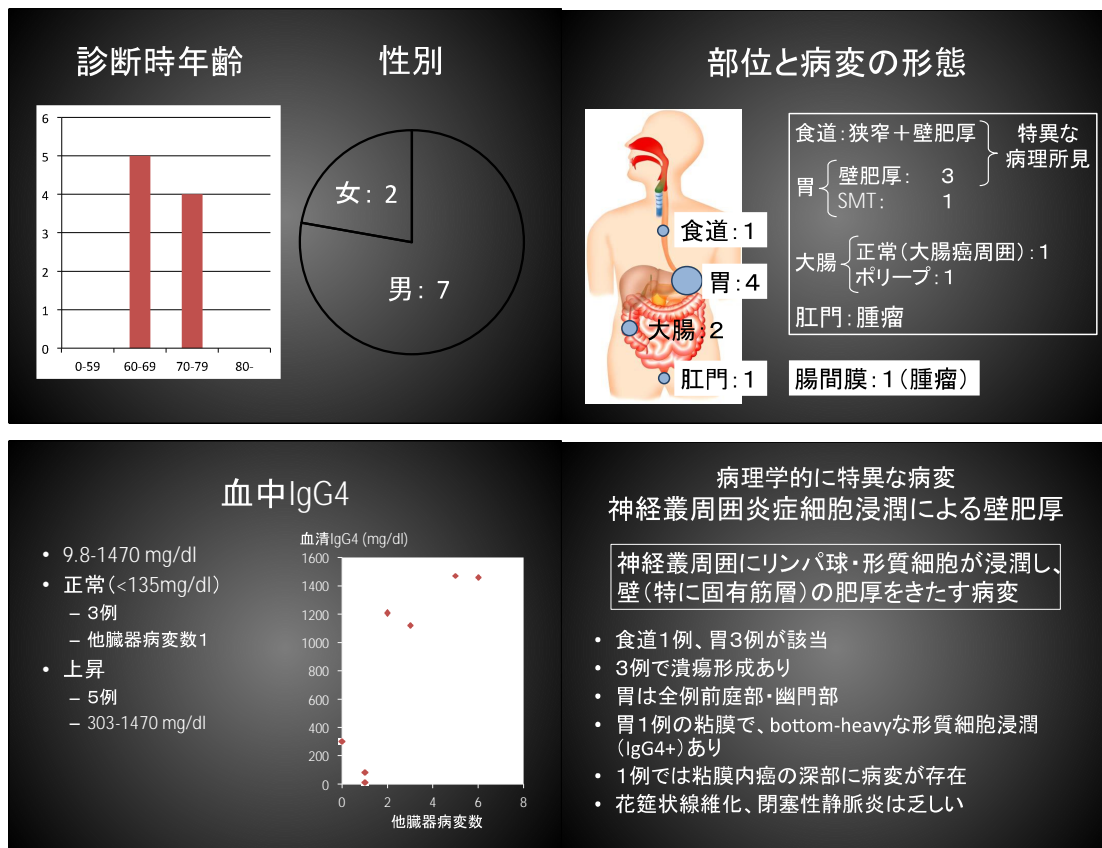 診断時年齢
性別
6
5
4
3
2
1
0
0-59 60-69 70-79 80-
女：2
男：7
部位と病変の形態
食道：1
胃：4
大腸：2
肛門：1
食道：狭窄＋壁肥厚
特異な
病理所見
胃
壁肥厚： 3
SMT： 1
大腸
正常（大腸癌周囲）：1
ポリープ：1
肛門：腫瘤
腸間膜：1（腫瘤）
血中IgG4
• 9.8-1470 mg/dl
• 正常（<135mg/dl）
– 3例
– 他臓器病変数1
• 上昇
– 5例
– 303-1470 mg/dl
血清IgG4 (mg/dl)
1600
1400
1200
1000
800
600
400
200
0
0 2 4 6 8
他臓器病変数
病理学的に特異な病変
神経叢周囲炎症細胞浸潤による壁肥厚
神経叢周囲にリンパ球・形質細胞が浸潤し、
壁（特に固有筋層）の肥厚をきたす病変
• 食道1例、胃3例が該当
• 3例で潰瘍形成あり
• 胃は全例前庭部・幽門部
• 胃1例の粘膜で、bottom-heavyな形質細胞浸潤
（IgG4+）あり
• 1例では粘膜内癌の深部に病変が存在
• 花筵状線維化、閉塞性静脈炎は乏しい